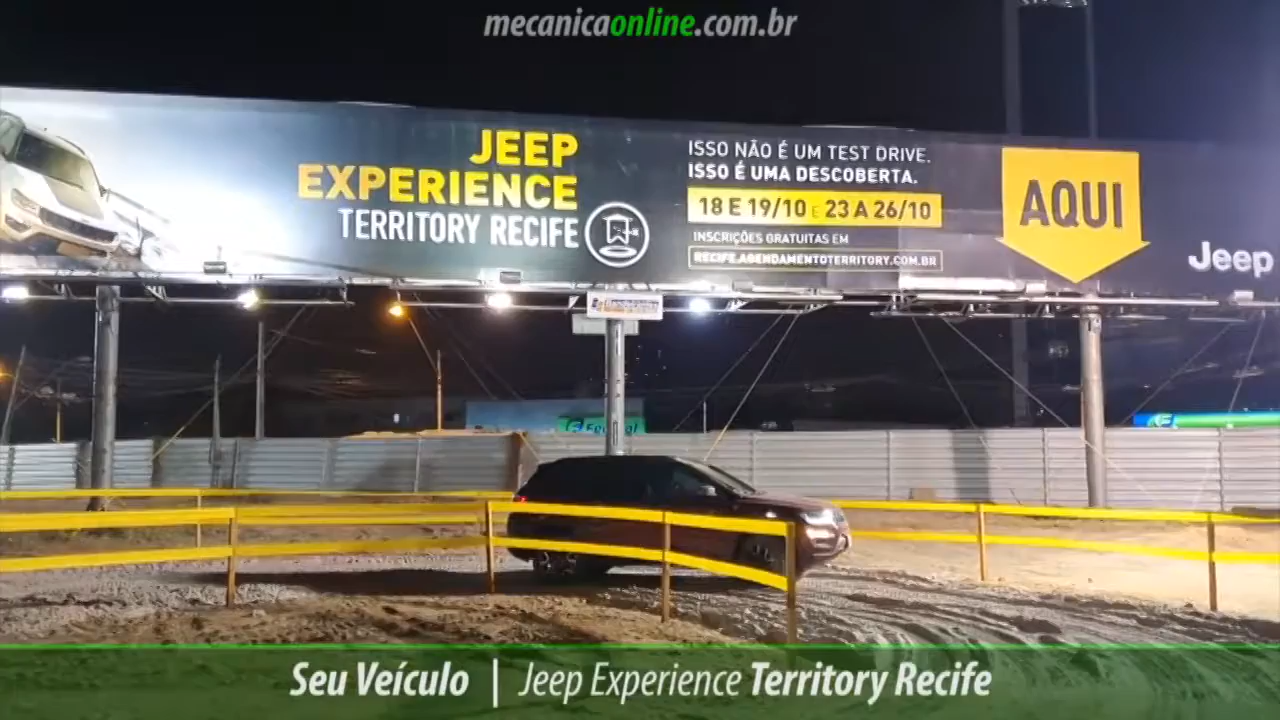 mecanicaonline.com.br
JEEP
EXPERIENCE
TERRITORY RECIFE
ISSO NÃO É UM TEST DRIVE.
ISSO É UMA DESCOBERTA.
18 E 19/10 E 23 A 26/10
INSCRIÇÕES GRATUITAS EM
RECIFE.AGENDAMENTOTERRITORY.COM.BR
AQUI
Jeep
Seu Veículo | Jeep Experience Territory Recife